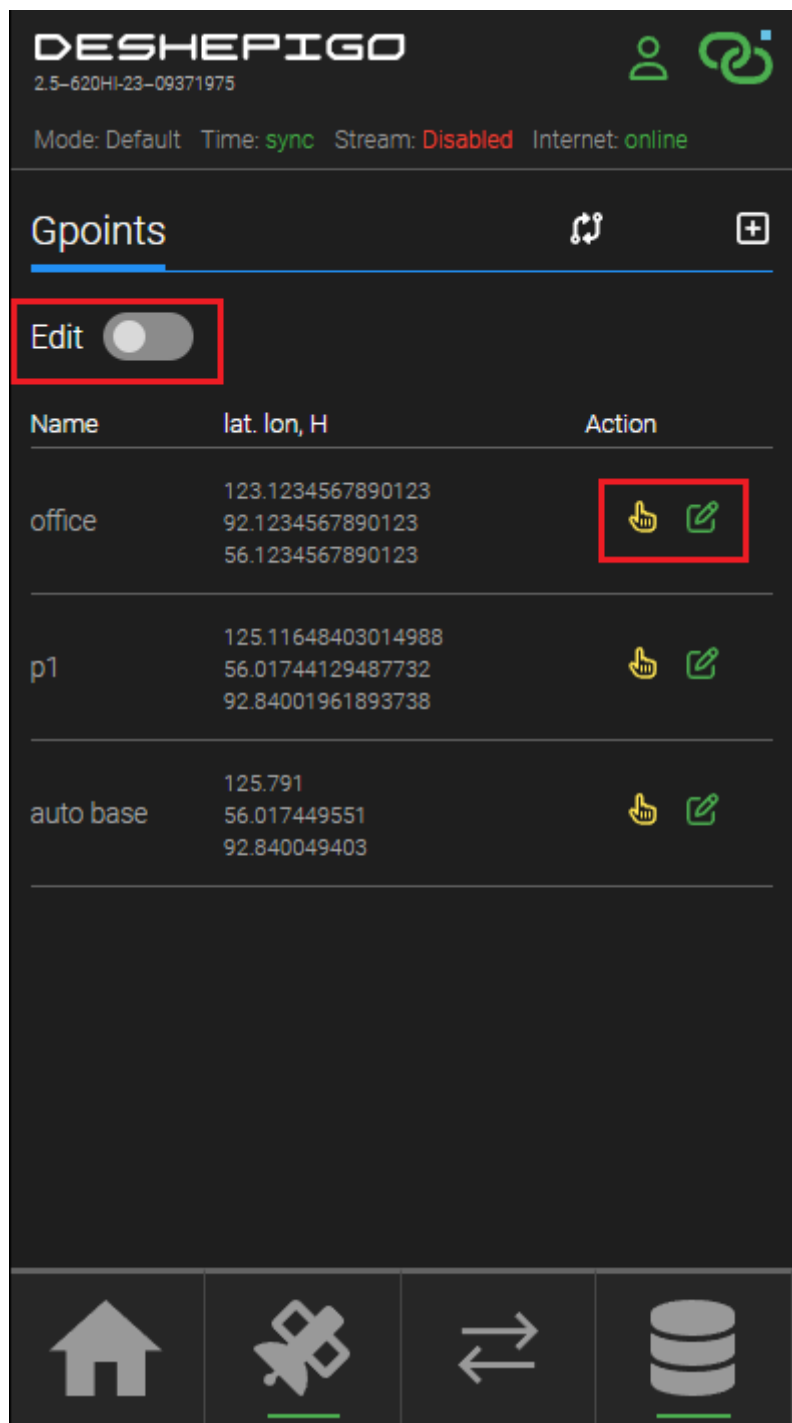 DESHEPIGO
2.5–620HI-23–09371975
Mode: Default Time: sync Stream: Disabled Internet: online
Gpoints
Edit
Name lat. lon, H Action
office
123.1234567890123
92.1234567890123
56.1234567890123
p1
125.11648403014988
56.01744129487732
92.84001961893738
auto base
125.791
56.017449551
92.840049403